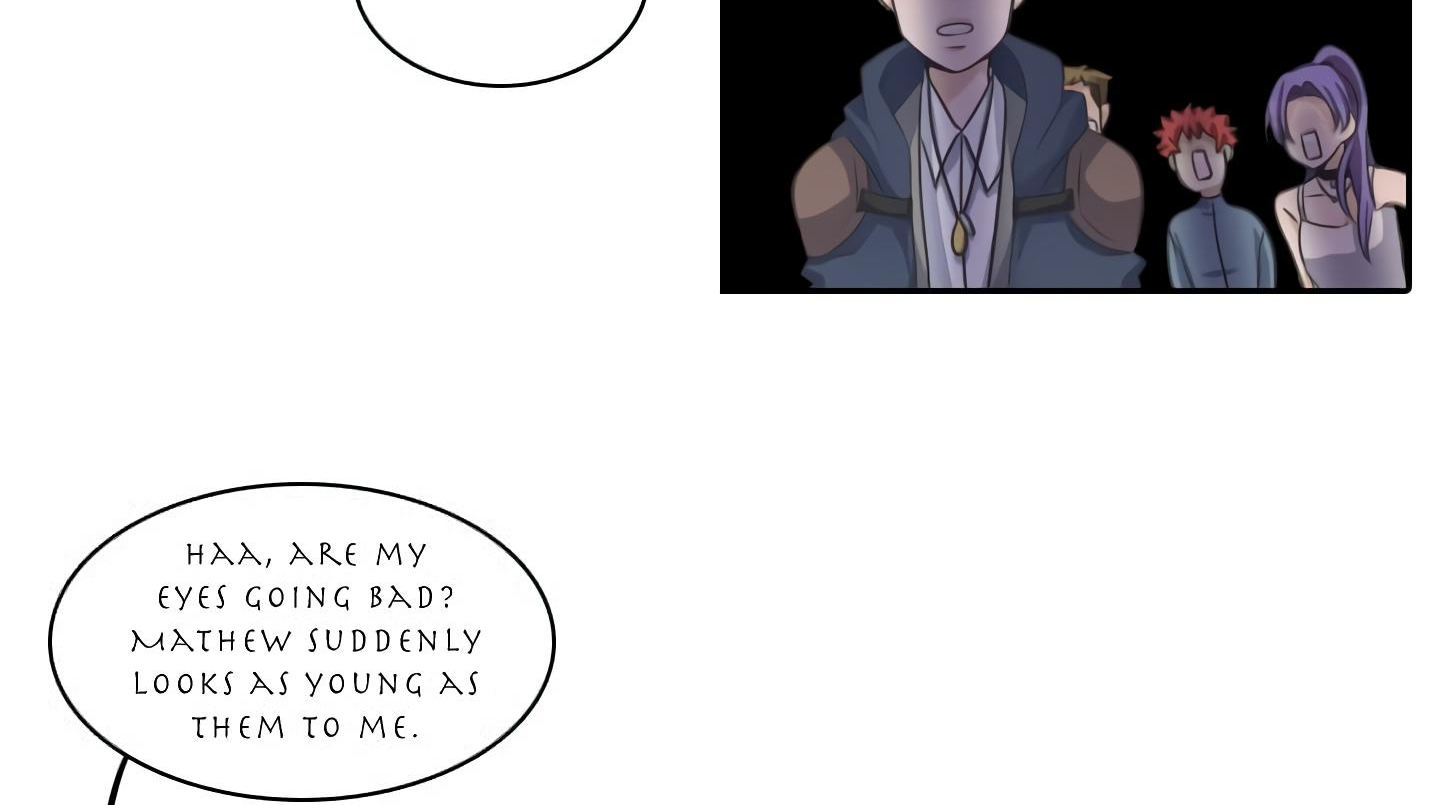 HAA, ARE MY
EYES GOING BAD?
MATHEW SUDDENLY
LOOKS AS YOUNG AS
THEM TO ME.